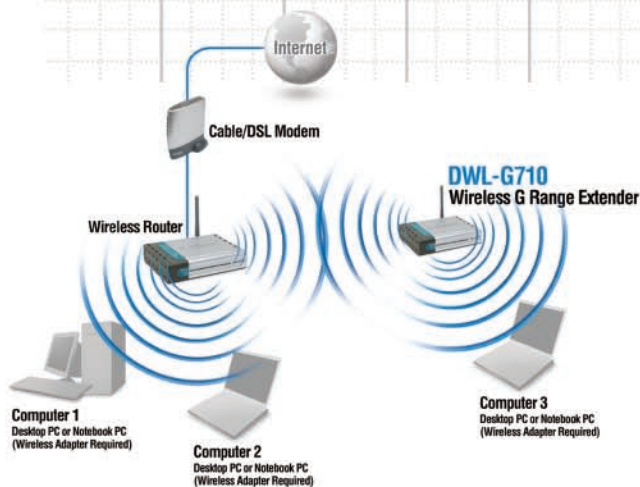 Internet
Cable/DSL Modem
DWL-G710
Wireless G Range Extender
Wireless Router
Computer 1
Desktop PC or Notebook PC
(Wireless Adapter Required)
Computer 2
Desktop PC or Notebook PC
(Wireless Adapter Required)
Computer 3
Desktop PC or Notebook PC
(Wireless Adapter Required)